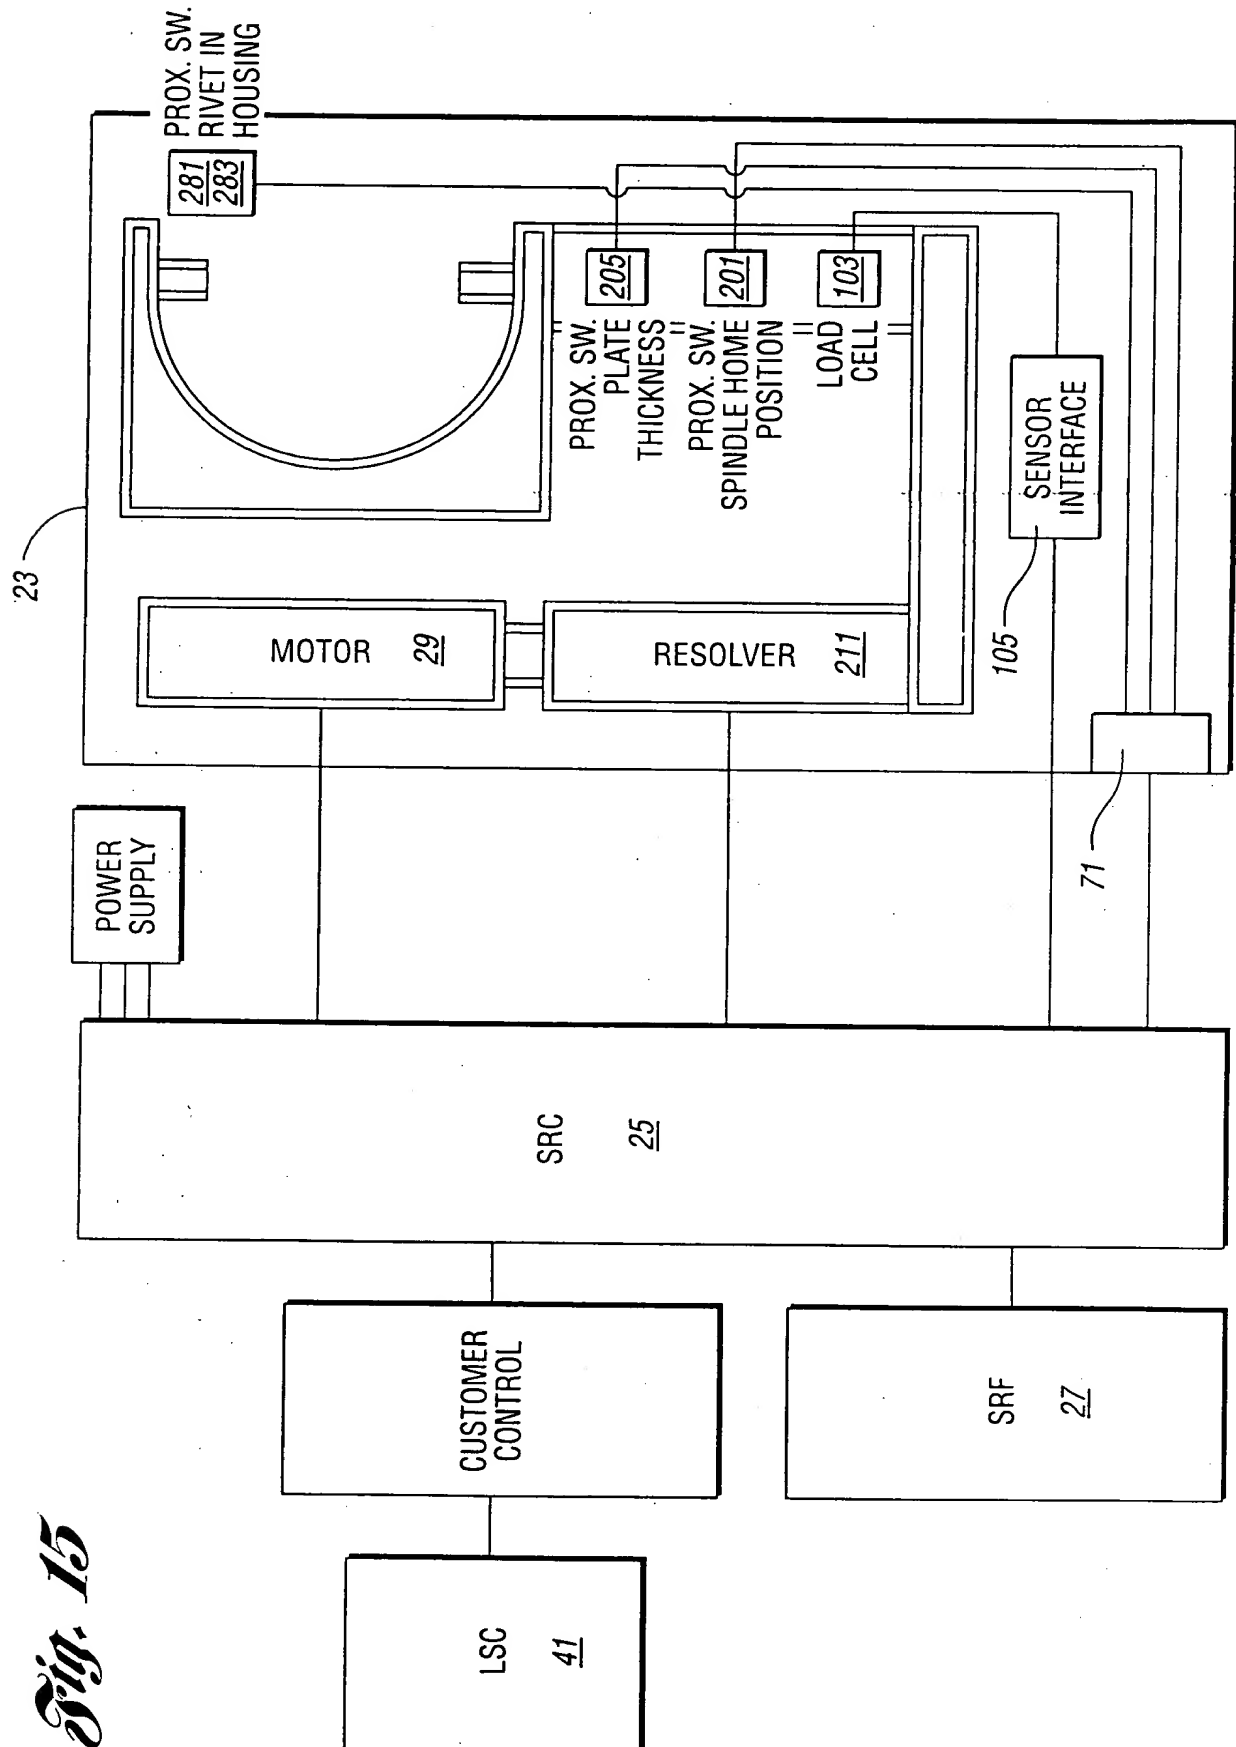 Fig. 15
LSC
41
CUSTOMER
CONTROL
SRF
27
SRC
25
POWER
SUPPLY
23
MOTOR 29
RESOLVER 211
71
105
SENSOR
INTERFACE
PROX. SW.
PLATE
THICKNESS
205
PROX. SW.
SPINDLE HOME
POSITION
201
LOAD
CELL
103
281
283
PROX. SW.
RIVET IN
HOUSING